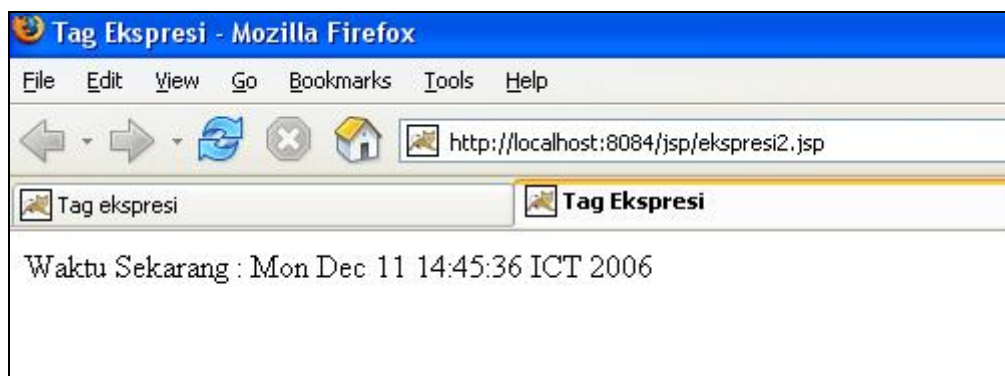 Tag Ekspresi - Mozilla Firefox
File Edit View Go Bookmarks Tools Help
http://localhost:8084/jsp/ekspresi2.jsp
Tag ekspresi Tag Ekspresi
Waktu Sekarang : Mon Dec 11 14:45:36 ICT 2006